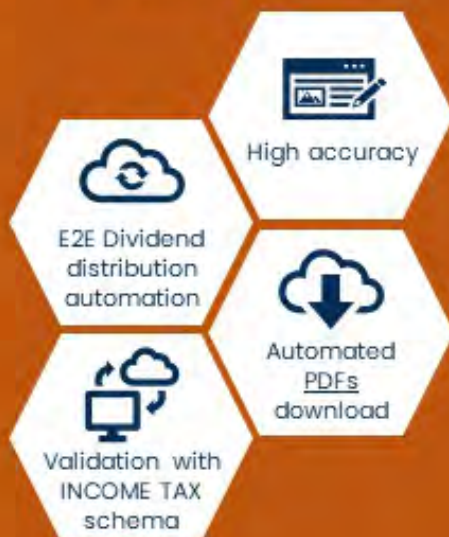 High accuracy
E2E Dividend
distribution
automation
Automated
PDFs
download
Validation with
INCOME TAX
schema